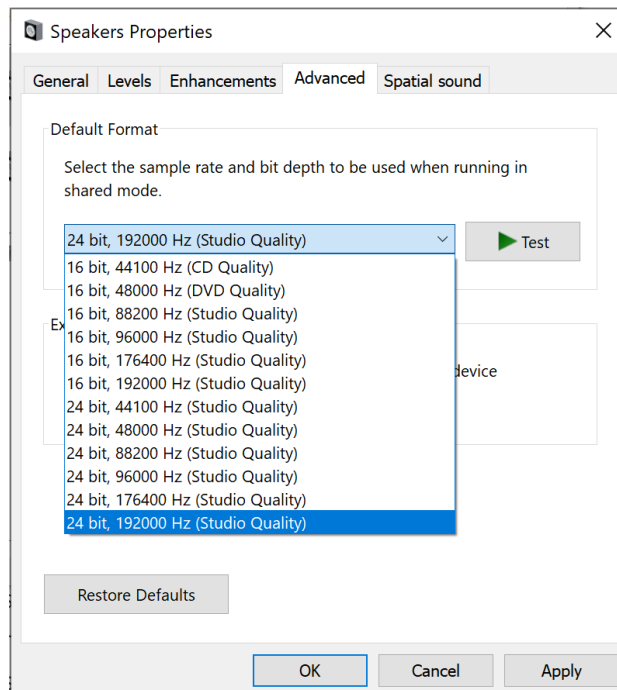 Speakers Properties
General Levels Enhancements Advanced Spatial sound
Default Format
Select the sample rate and bit depth to be used when running in
shared mode.
24 bit, 192000 Hz (Studio Quality)
Test
16 bit, 44100 Hz (CD Quality)
16 bit, 48000 Hz (DVD Quality)
16 bit, 88200 Hz (Studio Quality)
Ex
16 bit, 96000 Hz (Studio Quality)
16 bit, 176400 Hz (Studio Quality)
device
16 bit, 192000 Hz (Studio Quality)
24 bit, 44100 Hz (Studio Quality)
24 bit, 48000 Hz (Studio Quality)
24 bit, 88200 Hz (Studio Quality)
24 bit, 96000 Hz (Studio Quality)
24 bit, 176400 Hz (Studio Quality)
24 bit, 192000 Hz (Studio Quality)
Restore Defaults
OK Cancel Apply